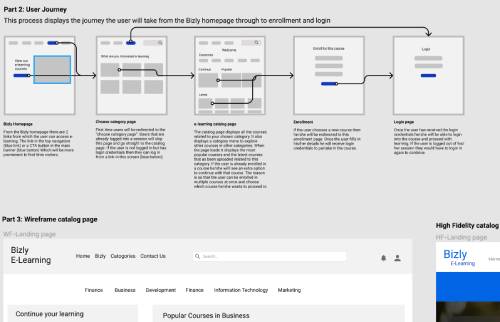 Part 2: User Journey
This process displays the journey the user will take from the Bizly homepage through to enrollment and login
What are you interested in learning
Search
Welcome
Categories
Continue
Popular
Latest
Enroll for this course
Login
Bizly Homepage
From the Bizly homepage there are 2
links from which the user can access e-
learning. The link in the top navigation
(blue link) or a CTA button in the main
banner (blue button) which will be more
prominent to find time visitors.
Choose category page
First time users will be redirected to the
"choose category page". Users that are
already logged into a session will skip
this page and go straight to the catalog
page. If the user is not logged in but has
login credentials then they can log in
from a link in this screen
e-learning catalog page
The catalog page displays all the courses
related to your chosen category. It also
displays a category menu to explore
other courses in other categories. When
the page loads it displays the most
popular courses and the latest courses
that as been uploaded related to this
category. If the user is already enrolled in
a course he/she will see an extra option
to continue with that course. The reason
is so that the user can be enrolled in
multiple courses at once and choose
which course he/she wants to proceed to
Enrollment
If the user chooses a new course then
he/she will be redirected to this
enrollment page. Once the user fills in
his/her details he will receive login
credentials to partake in the course.
Login page
Once the user has received the login
credentials he/she will be able to login
into the course and proceed with
learning. If the user is logged out of his/
her session they would have to login in
again to continue.
Part 3: Wireframe catalog page
High Fidelity catalog
WF-Landing page
HF-Landing page
Bizly
E-Learning
Home Bizly Catogories Contact Us
Search..
Bizly
E-Learning
Home
Finance Business Development Finance Information Technology Marketing
Continue your learning
Popular Courses in Business